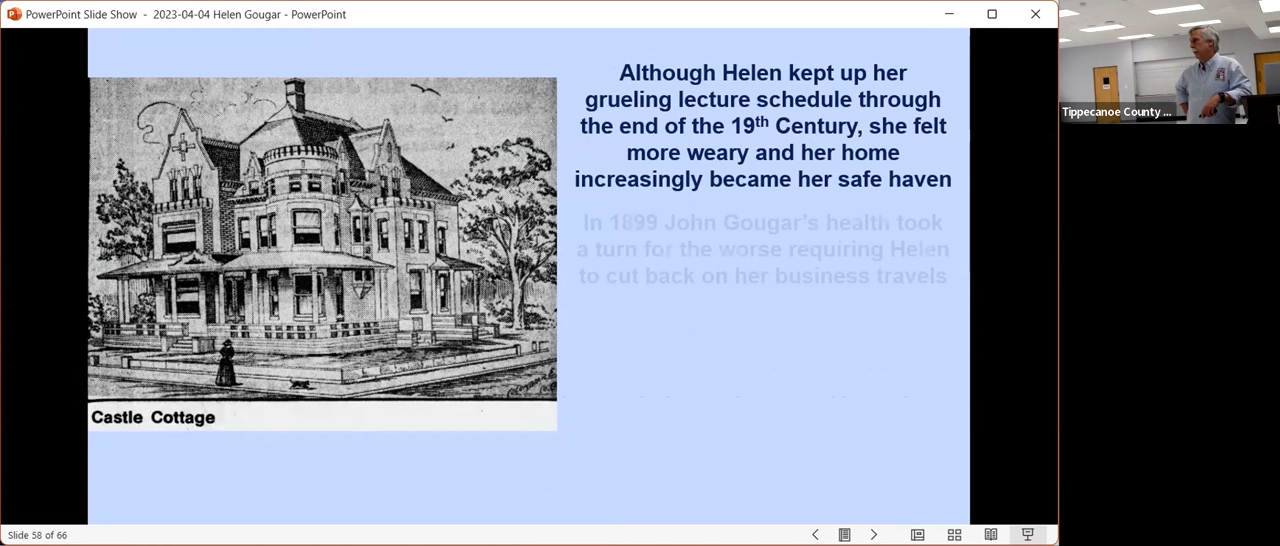 PowerPoint Slide Show - 2023-04-04 Helen Gougar - PowerPoint
Although Helen kept up her
grueling lecture schedule through
the end of the 19th Century, she felt
more weary and her home
increasingly became her safe haven
In 1899 John Gougar's health took
a turn for the worse requiring Helen
to cut back on her business travels
Castle Cottage
Slide 58 of 66
Tippecanoe County ...